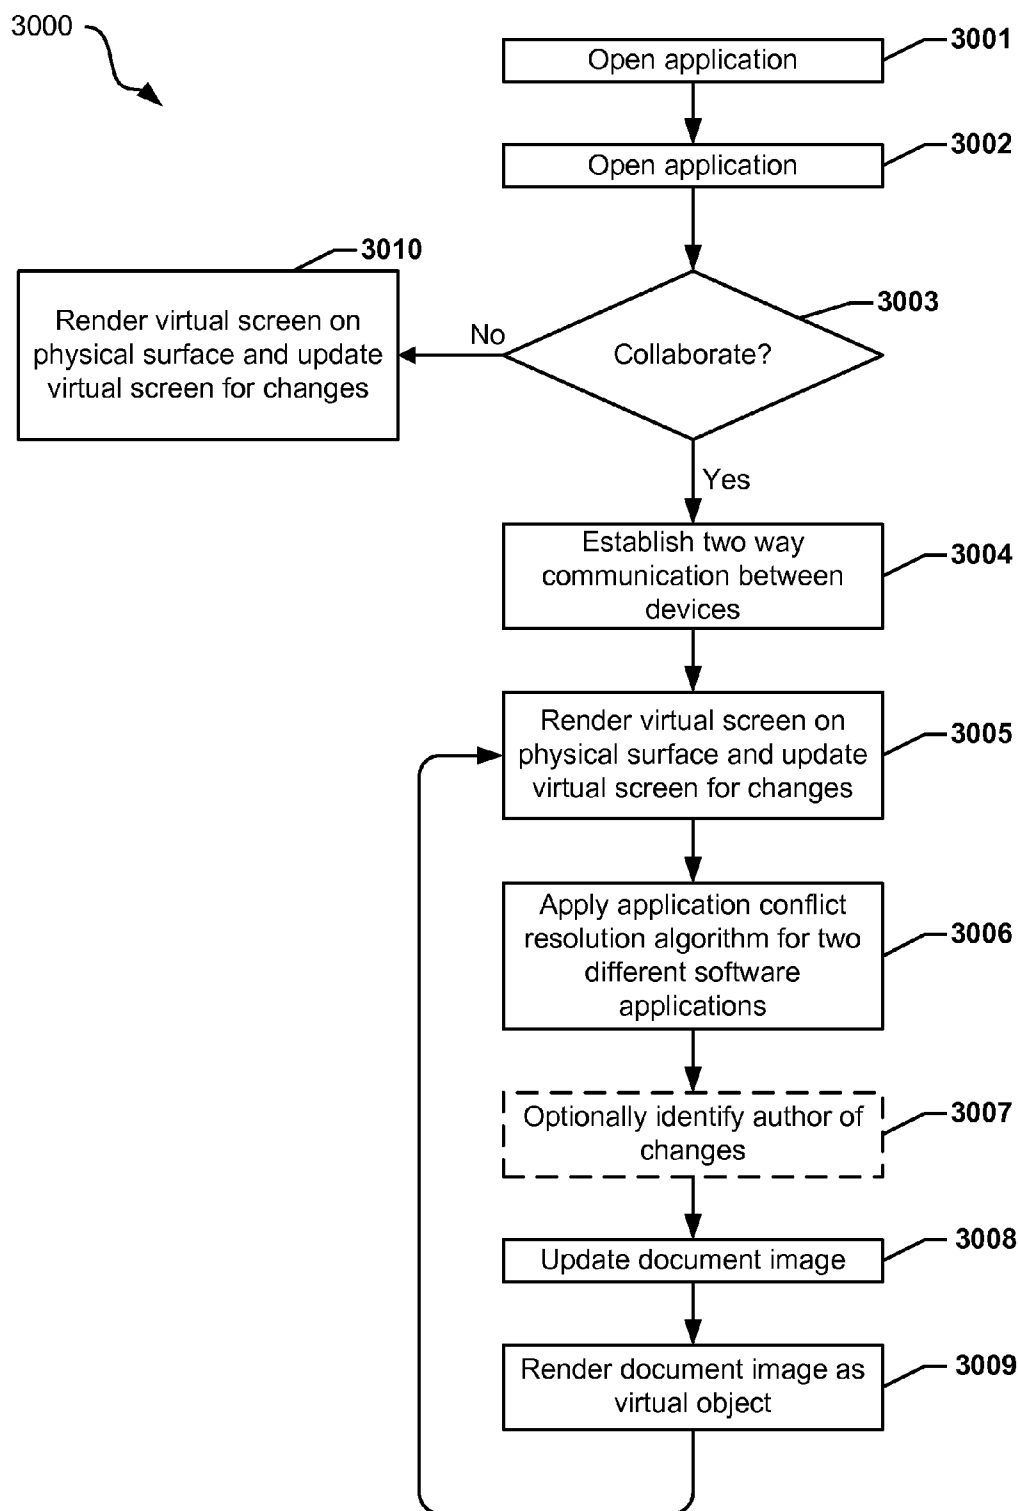 3000
3001
Open application
3002
Open application
3010
Render virtual screen on
physical surface and update
virtual screen for changes
No
3003
Collaborate?
Yes
3004
Establish two way
communication between
devices
3005
Render virtual screen on
physical surface and update
virtual screen for changes
3006
Apply application conflict
resolution algorithm for two
different software
applications
3007
Optionally identify author of
changes
3008
Update document image
3009
Render document image as
virtual object